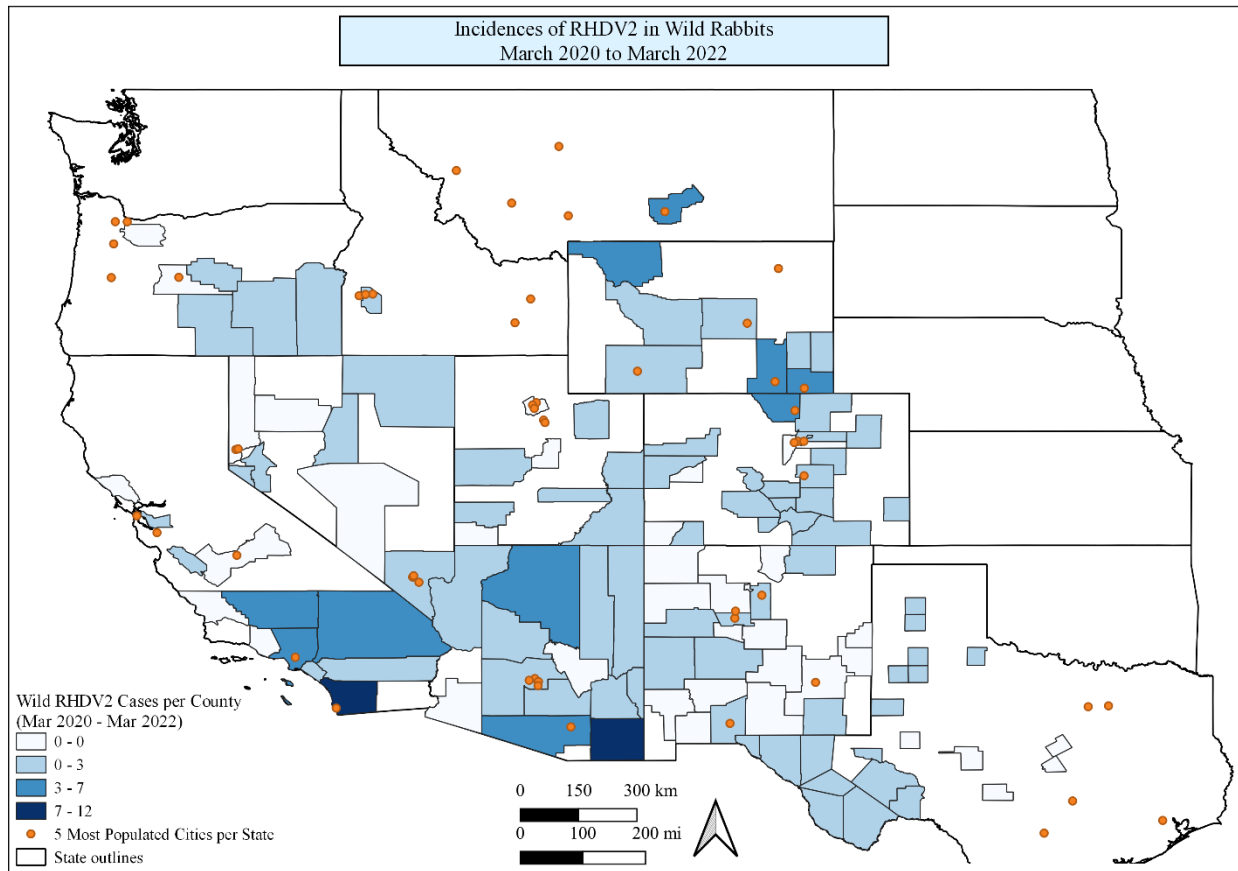 Incidences of RHDV2 in Wild Rabbits
March 2020 to March 2022
Wild RHDV2 Cases per County
(Mar 2020 - Mar 2022)
0 - 0
0 - 3
3 - 7
7 - 12
5 Most Populated Cities per State
State outlines
0 150 300 km
0 100 200 mi